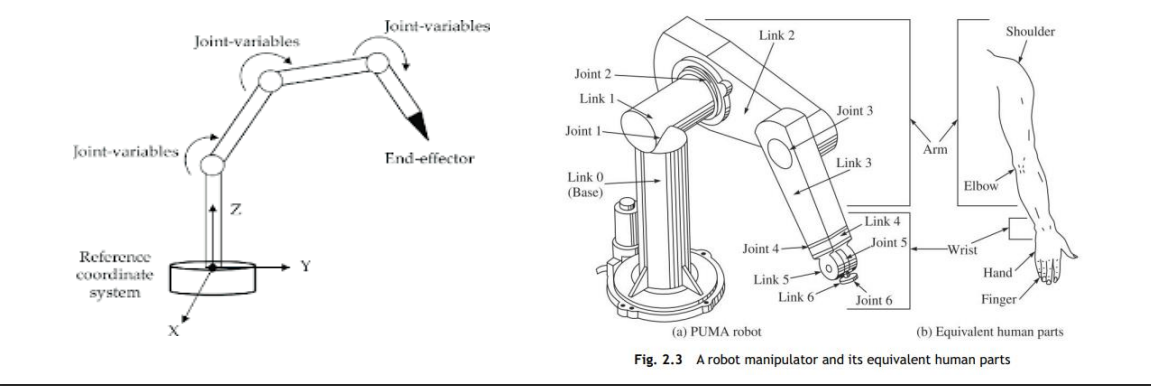 Joint-variables
Joint-variables
Joint-variables
End-effector
Z
Reference
coordinate
system
Y
X
Link 2
Shoulder
Joint 2
Link 1
Joint 3
Joint 1
Arm
Link 3
Link 0
(Base)
Elbow
Link 4
Joint 4
Joint 5
Wrist
Link 5
Hand
Link 6
Joint 6
Finger
(a) PUMA robot
(b) Equivalent human parts
Fig. 2.3 A robot manipulator and its equivalent human parts